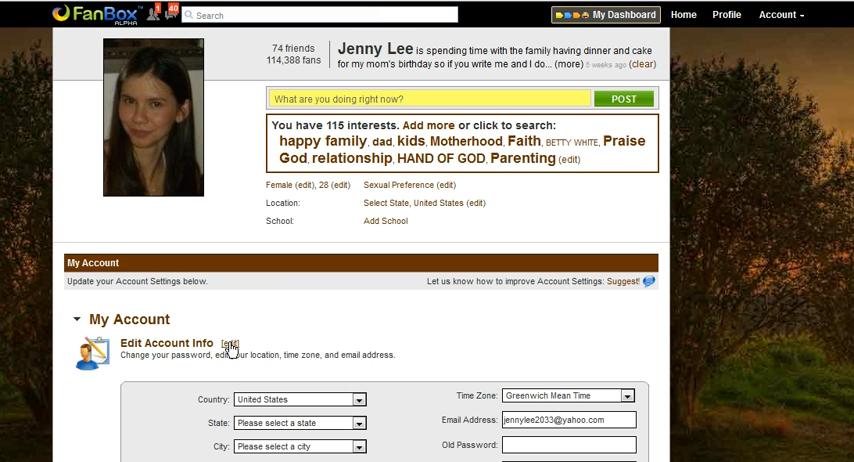 FanBox ALPHA 1 40 Search My Dashboard Home Profile Account
74 friends
114,388 fans
Jenny Lee is spending time with the family having dinner and cake
for my mom's birthday so if you write me and I do... (more) 5 weeks ago (clear)
What are you doing right now? POST
You have 115 interests. Add more or click to search:
happy family, dad, kids, Motherhood, Faith, BETTY WHITE, Praise
God, relationship, HAND OF GOD, Parenting (edit)
Female (edit), 28 (edit) Sexual Preference (edit)
Location: Select State, United States (edit)
School: Add School
My Account
Update your Account Settings below. Let us know how to improve Account Settings: Suggest!
My Account
Edit Account Info [edit]
Change your password, edit your location, time zone, and email address.
Country: United States Time Zone: Greenwich Mean Time
State: Please select a state Email Address: jennylee2033@yahoo.com
City: Please select a city Old Password: